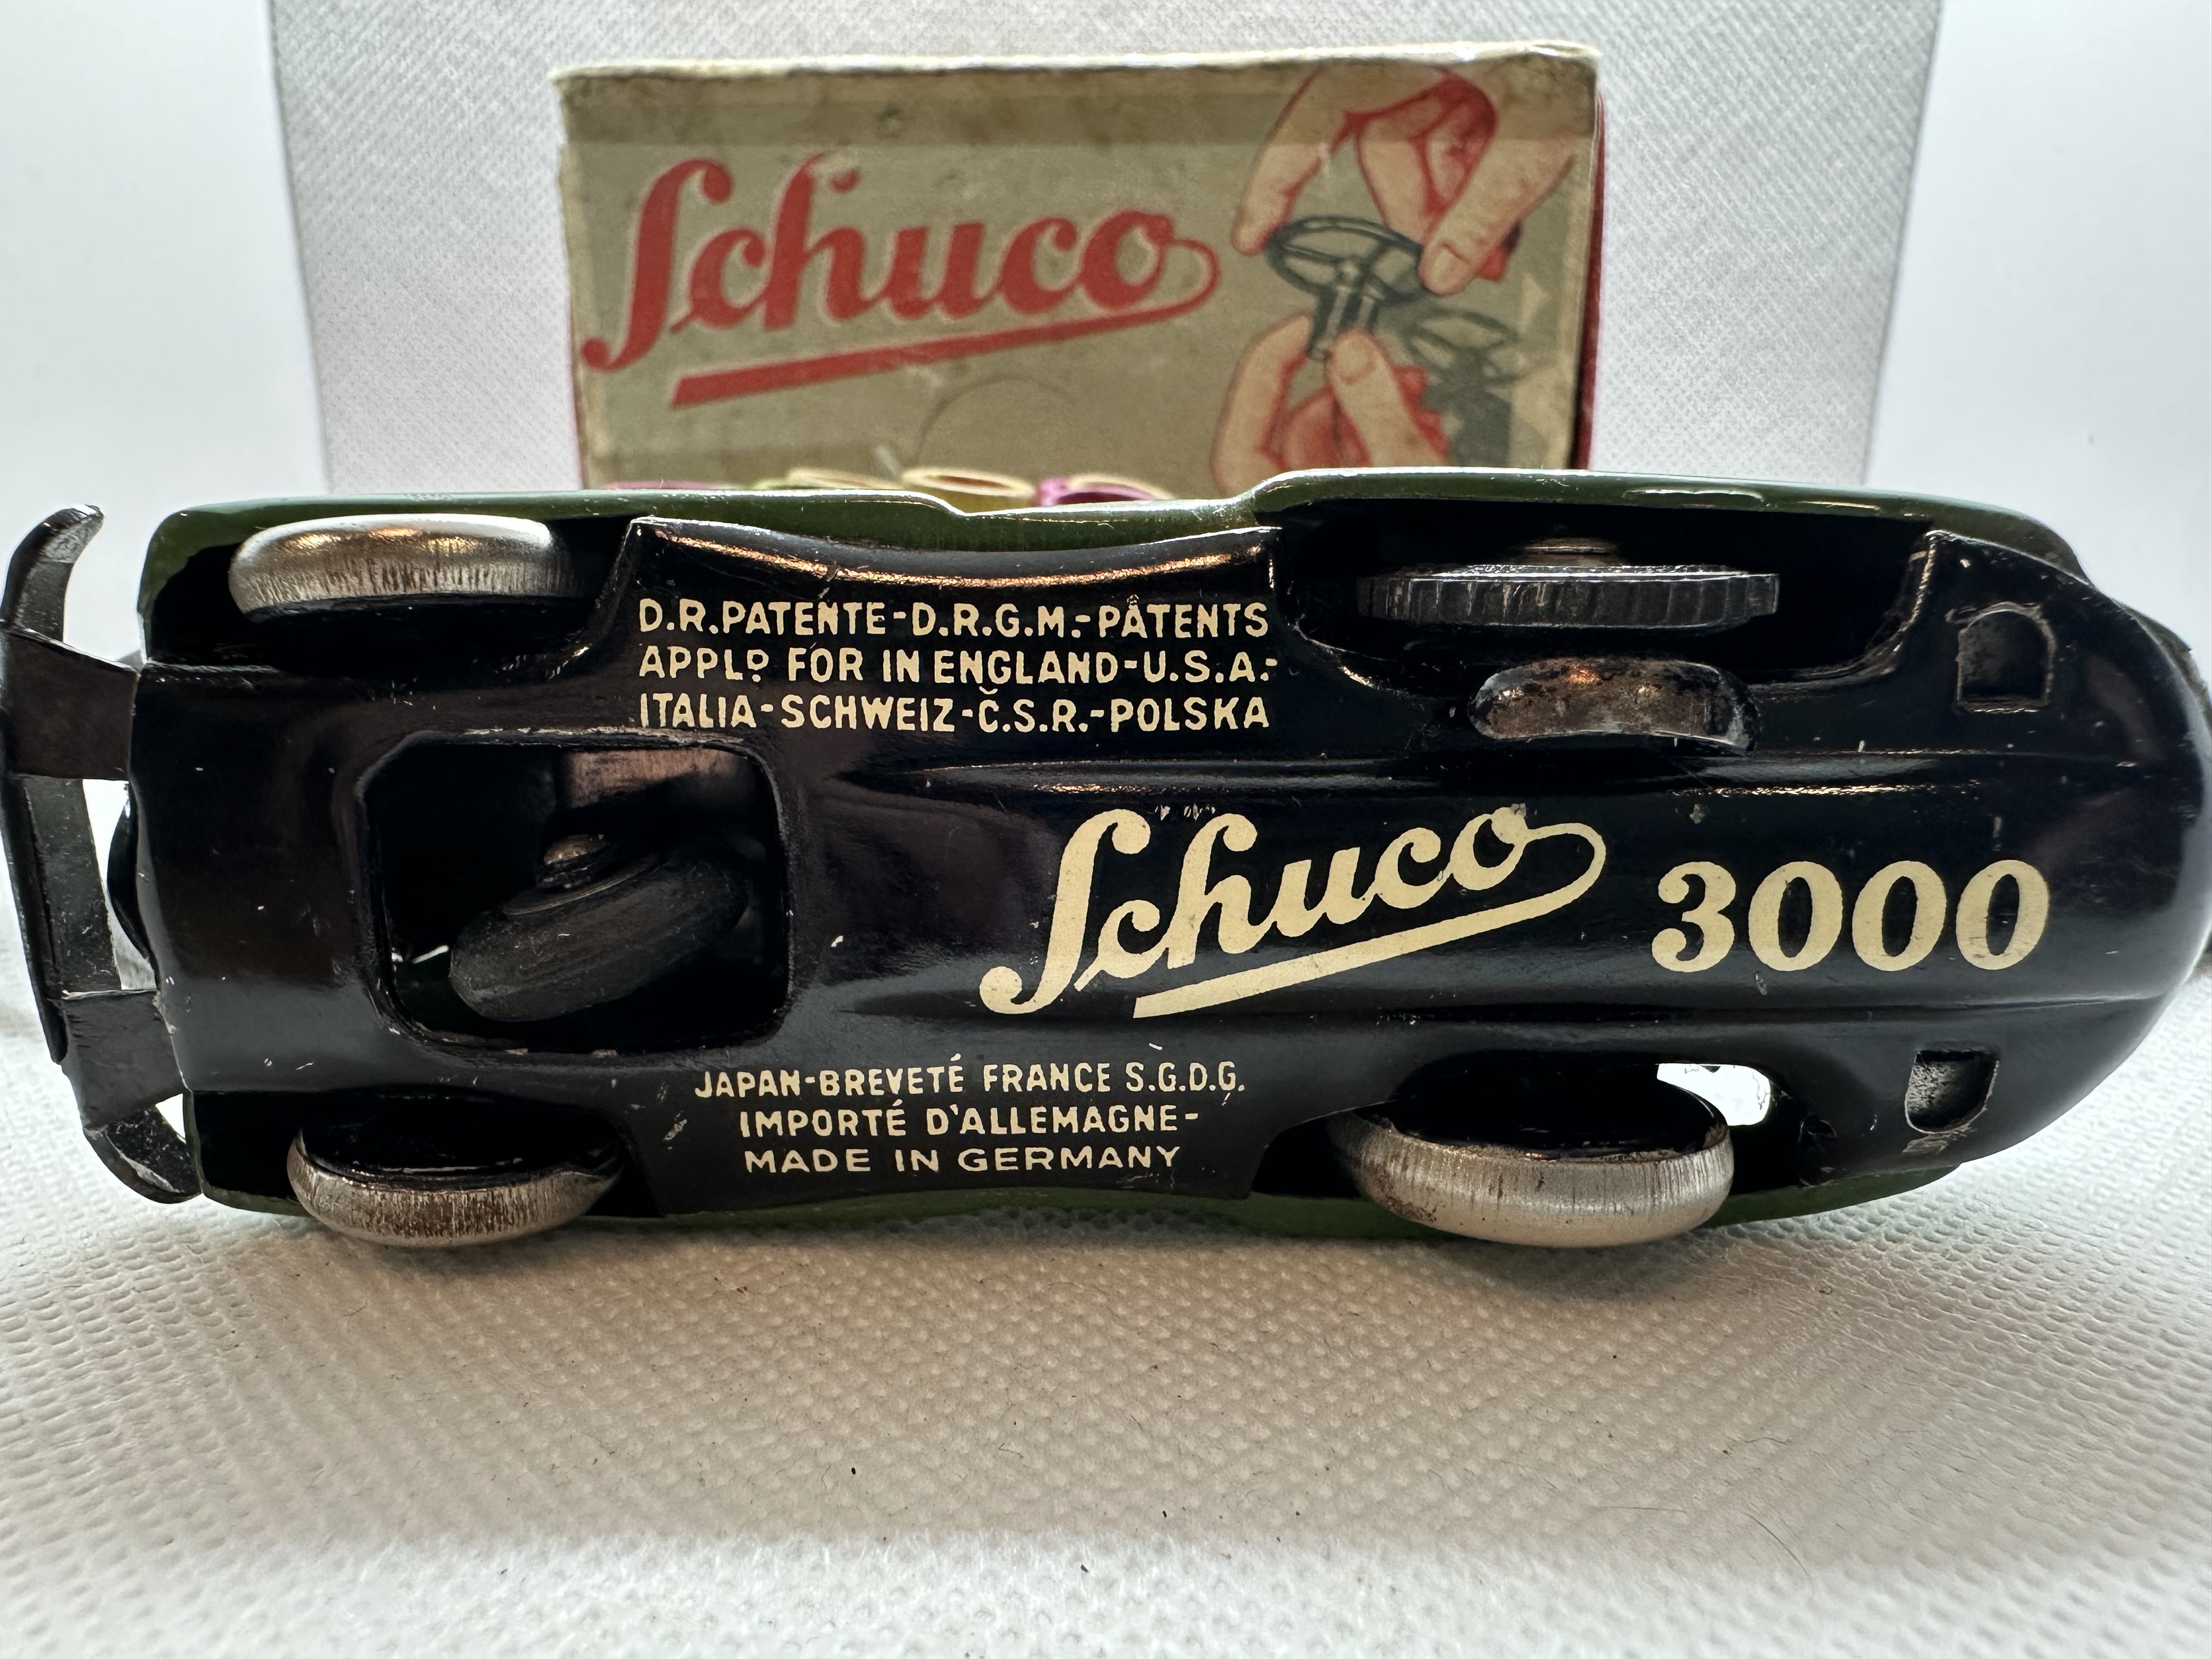 Schuco
D.R.PATENTE-D.R.G.M.-PATENTS
APPLD FOR IN ENGLAND-U.S.A.-
ITALIA-SCHWEIZ-Č.S.R.-POLSKA
Schuco 3000
JAPAN-BREVETÉ FRANCE S.G.D.G.
IMPORTÉ D'ALLEMAGNE-
MADE IN GERMANY